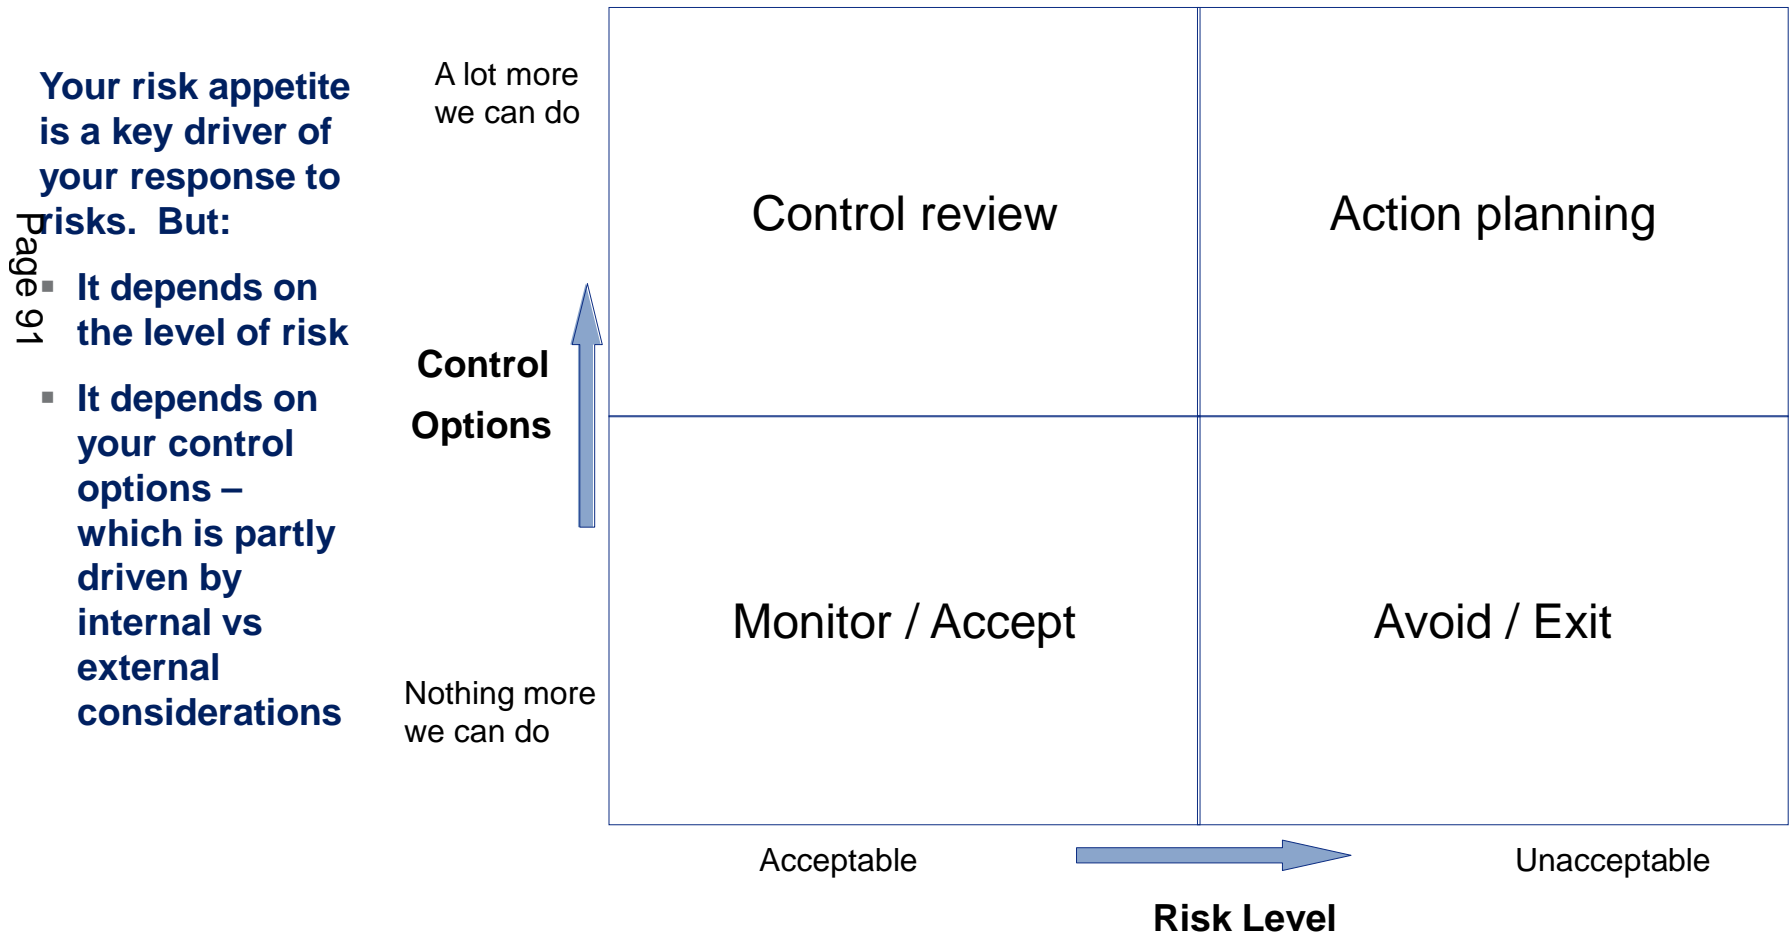 Your risk appetite
is a key driver of
your response to
risks.  But:
▪ It depends on
the level of risk
▪ It depends on
your control
options –
which is partly
driven by
internal vs
external
considerations
Page 91
A lot more
we can do
Control
Options
Nothing more
we can do
Control review
Action planning
Monitor / Accept
Avoid / Exit
Acceptable
Unacceptable
Risk Level